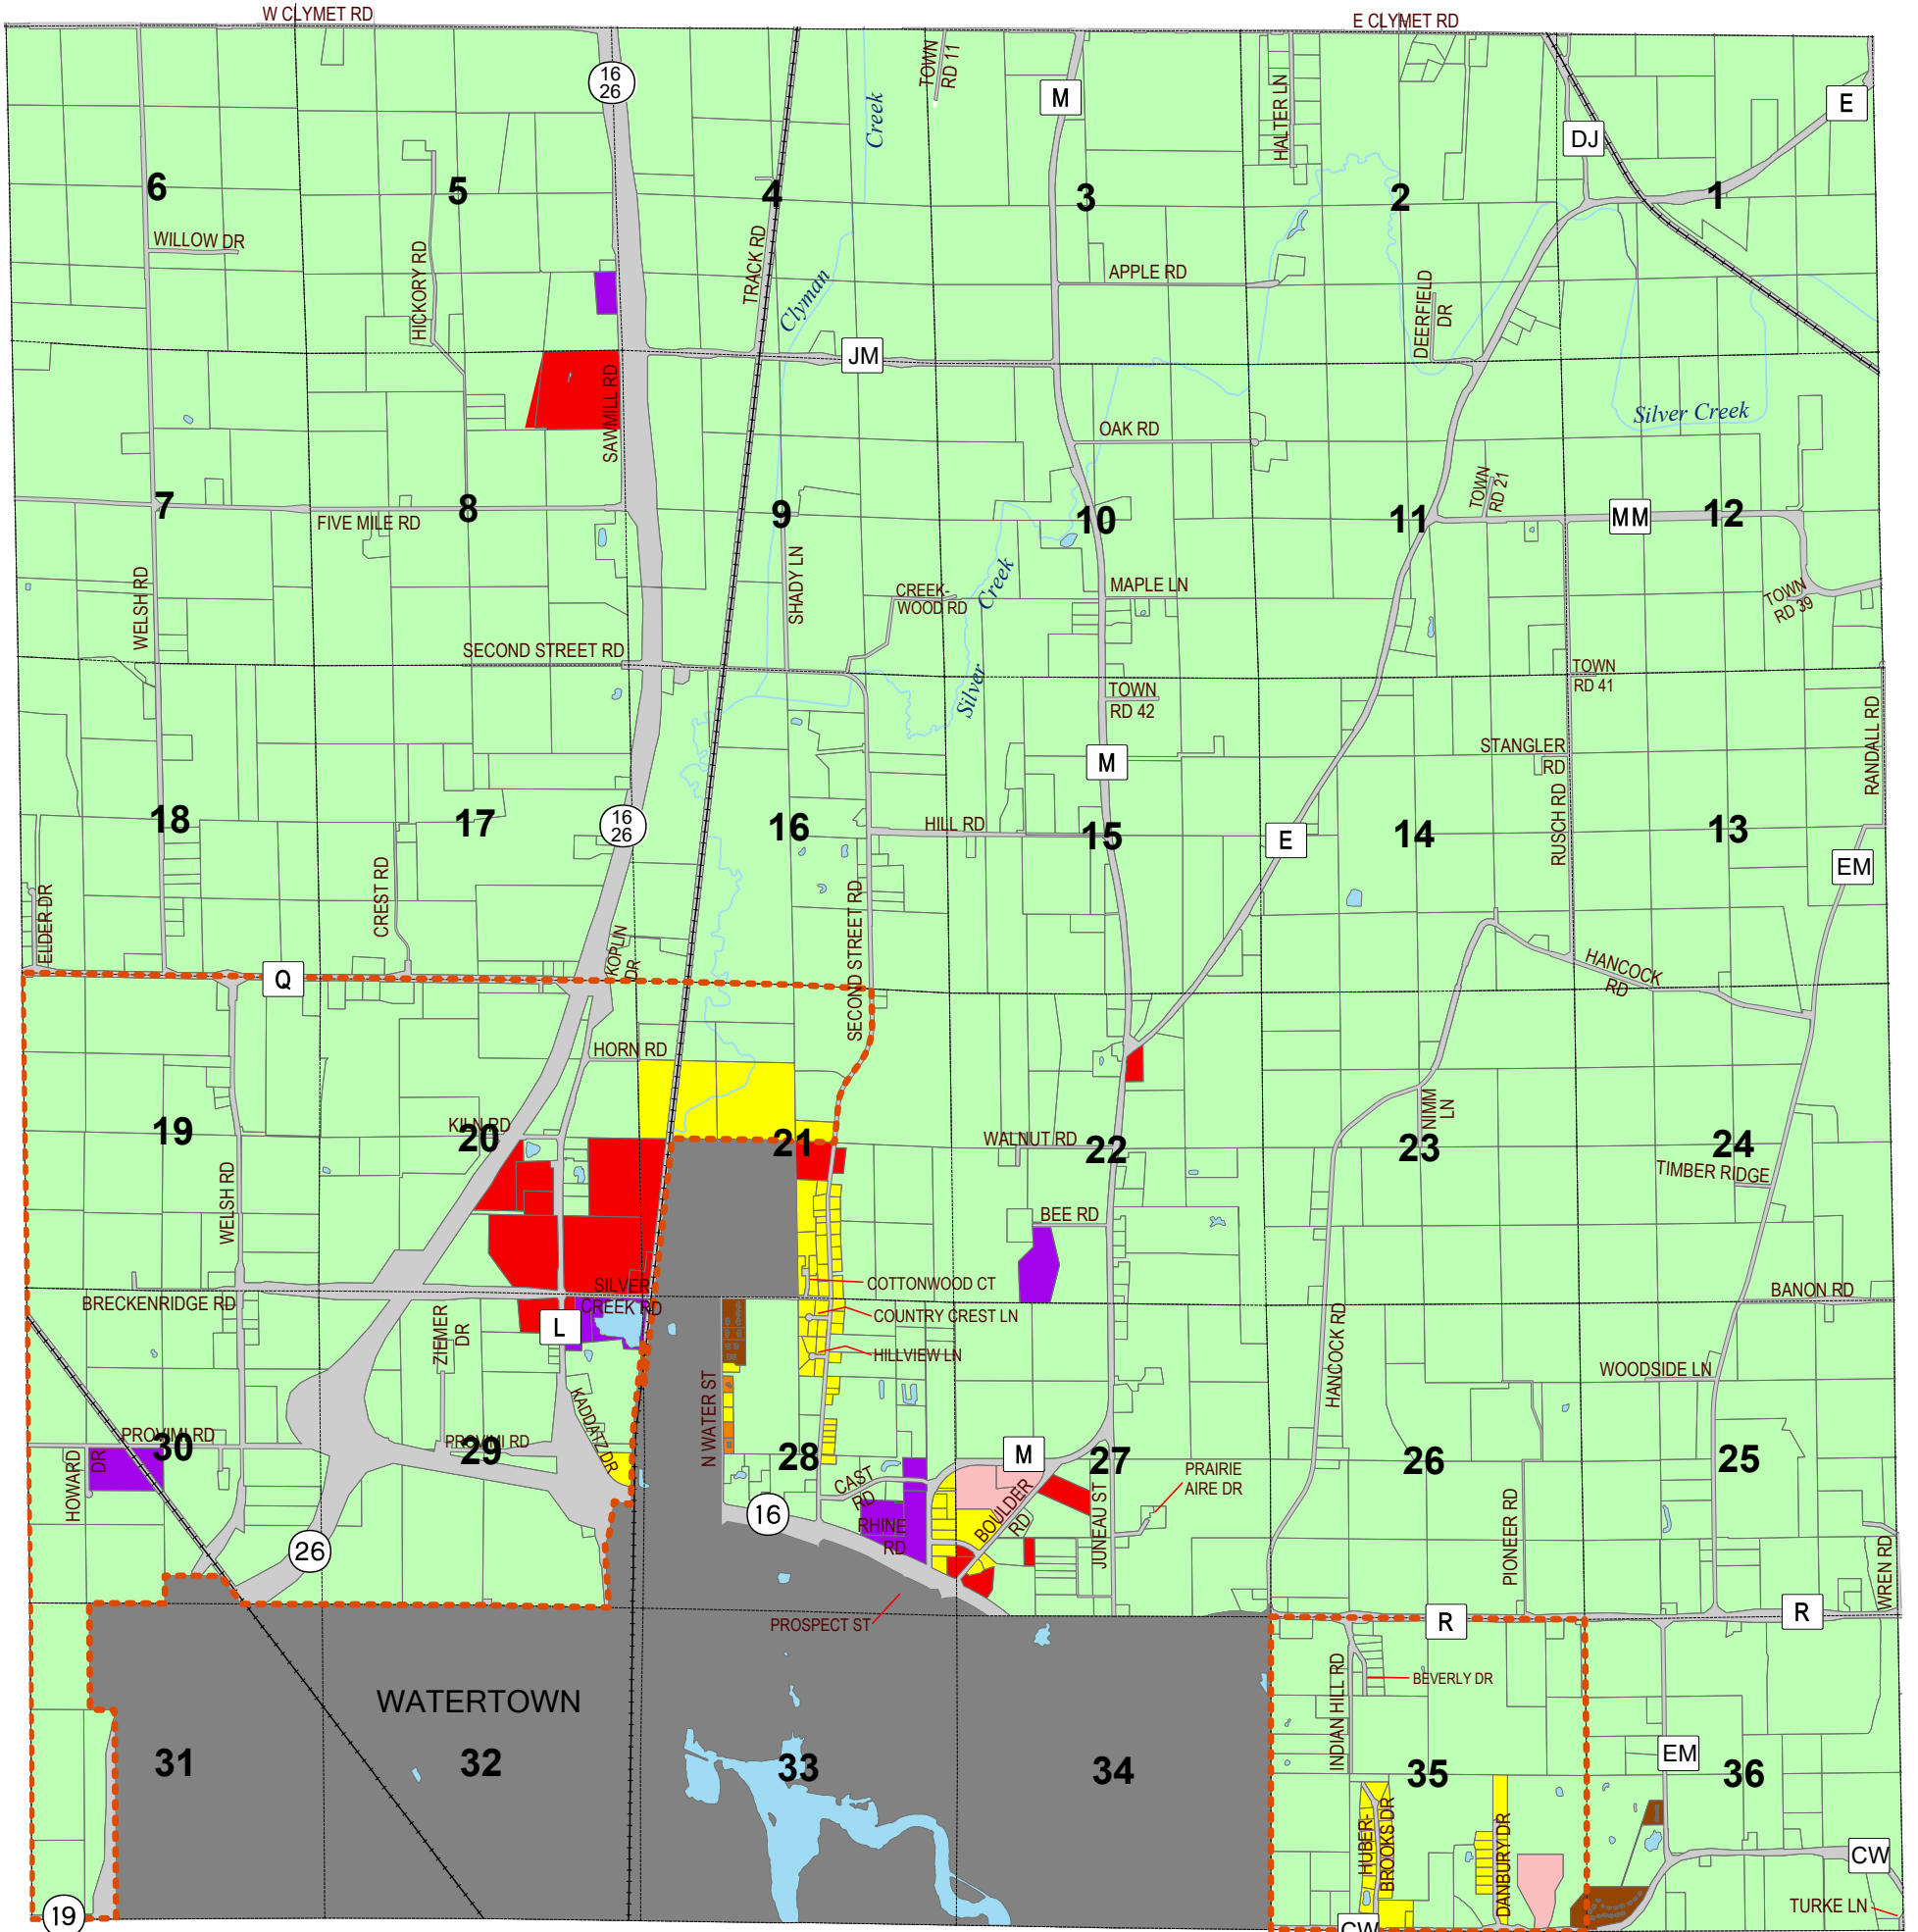 W CLYMET RD
E CLYMET RD
TOWN
RD 11
16
26
M
E
HALTER LN
DJ
Creek
6
5
4
3
2
1
WILLOW DR
HICKORY RD
TRACK RD
Clyman
APPLE RD
DEERFIELD
DR
JM
SAWMILL RD
Silver Creek
OAK RD
TOWN
RD 21
7
8
9
10
11
MM
12
FIVE MILE RD
WELSH RD
SHADY LN
CREEK-
WOOD RD
Creek
MAPLE LN
TOWN
RD 39
SECOND STREET RD
Silver
TOWN
RD 42
TOWN
RD 41
RANDALL RD
STANGLER
RD
M
18
17
16
26
16
HILL RD
15
E
14
RUSCH RD
13
EM
ELDER DR
CREST RD
KOPLIN
DR
SECOND STREET RD
Q
HANCOCK
RD
HORN RD
19
KILN RD
20
21
WALNUT RD
22
NIMM
LN
23
24
TIMBER RIDGE
WELSH RD
BEE RD
COTTONWOOD CT
SILVER
CREEK RD
BRECKENRIDGE RD
BANON RD
COUNTRY CREST LN
L
ZIEMER
DR
HILLVIEW LN
HANCOCK RD
WOODSIDE LN
N WATER ST
KADDATZ DR
PROVIMI RD
30
PROVIMI RD
29
28
M
27
26
25
HOWARD
DR
CAST
RD
PRAIRIE
AIRE DR
16
RHINE
RD
BOULDER
RD
JUNEAU ST
PIONEER RD
26
WREN RD
PROSPECT ST
R
R
WATERTOWN
INDIAN HILL RD
BEVERLY DR
31
32
33
34
35
EM
36
HUBER-
BROOKS DR
DANBURY DR
CW
19
CW
TURKE LN